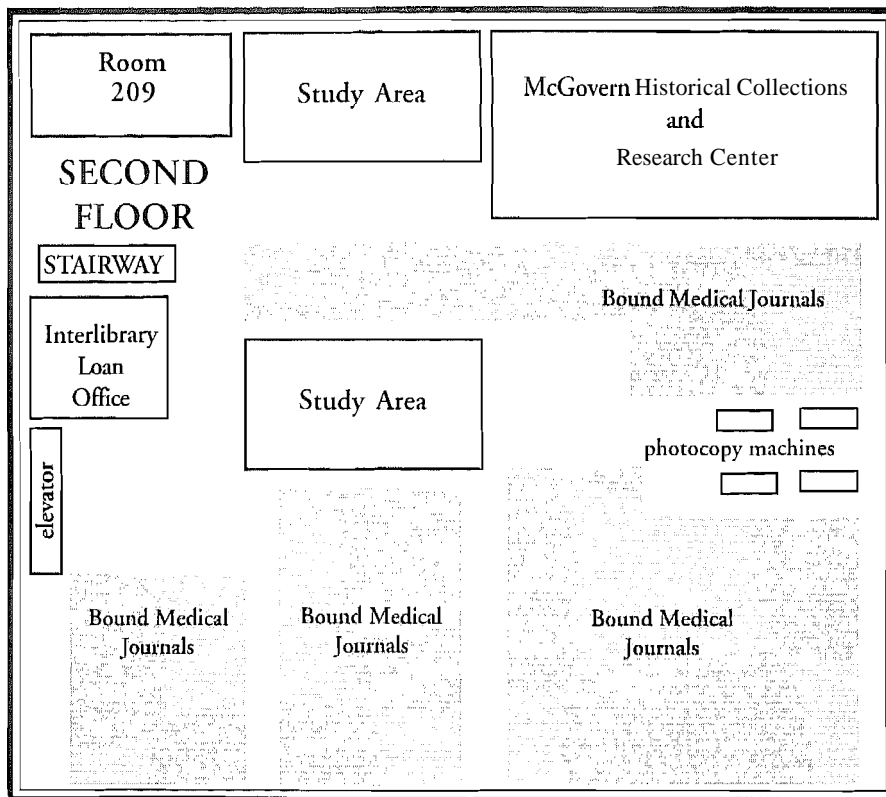 Room
209
Study Area
McGovern Historical Collections
and
Research Center
SECOND
FLOOR
STAIRWAY
Bound Medical Journals
Interlibrary
Loan
Office
Study Area
photocopy machines
elevator
Bound Medical
Journals
Bound Medical
Journals
Bound Medical
Journals